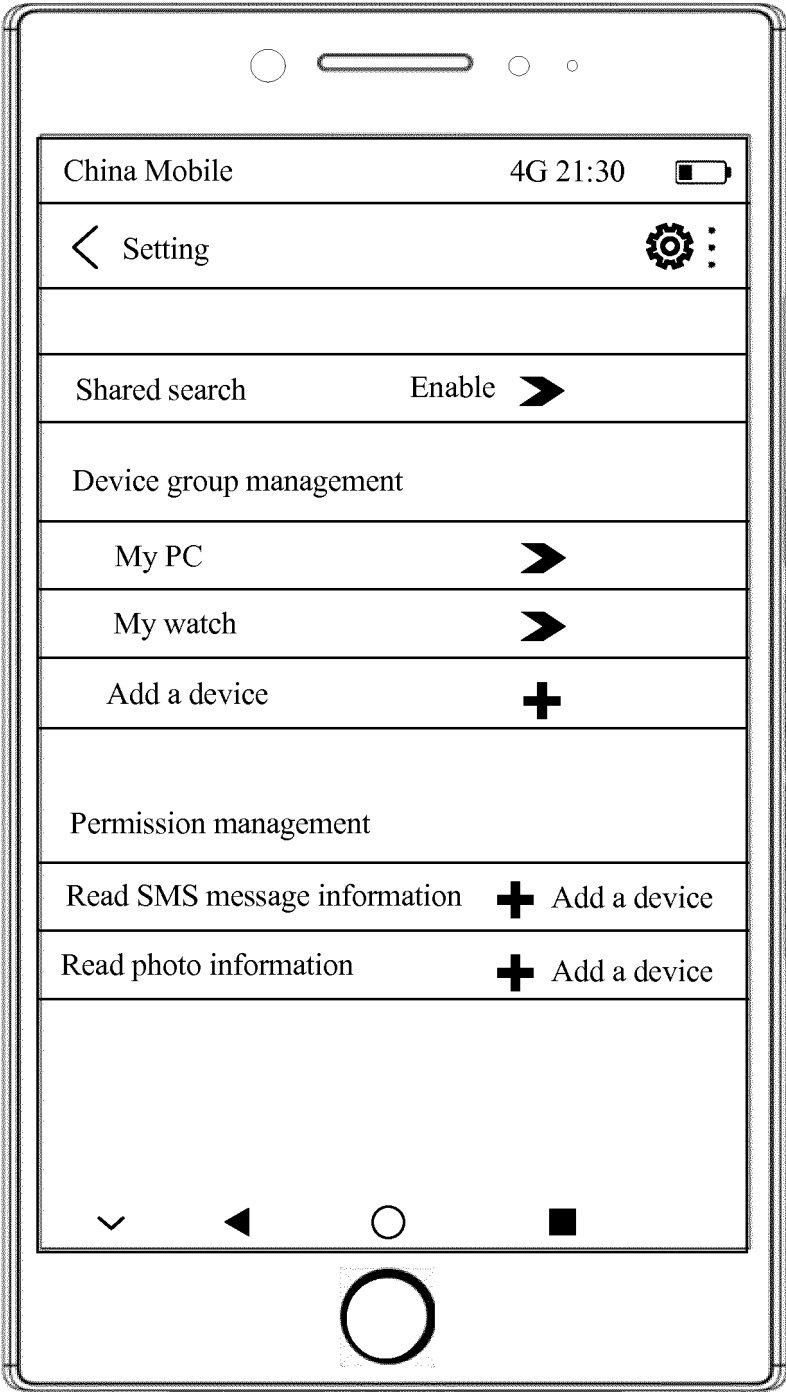 China Mobile 4G 21:30
Setting
Shared search Enable
Device group management
My PC
My watch
Add a device
Permission management
Read SMS message information Add a device
Read photo information Add a device